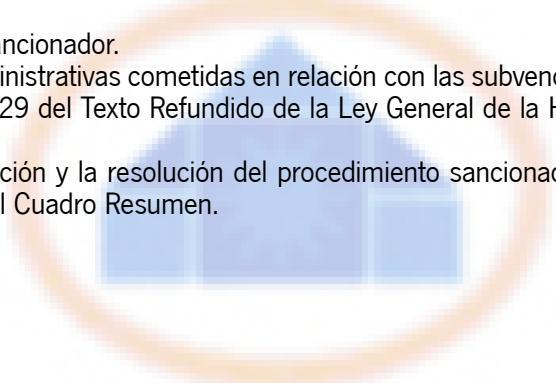 ancionador.
inistrativas cometidas en relación con las subvenc
29 del Texto Refundido de la Ley General de la H
ción y la resolución del procedimiento sancionad
l Cuadro Resumen.